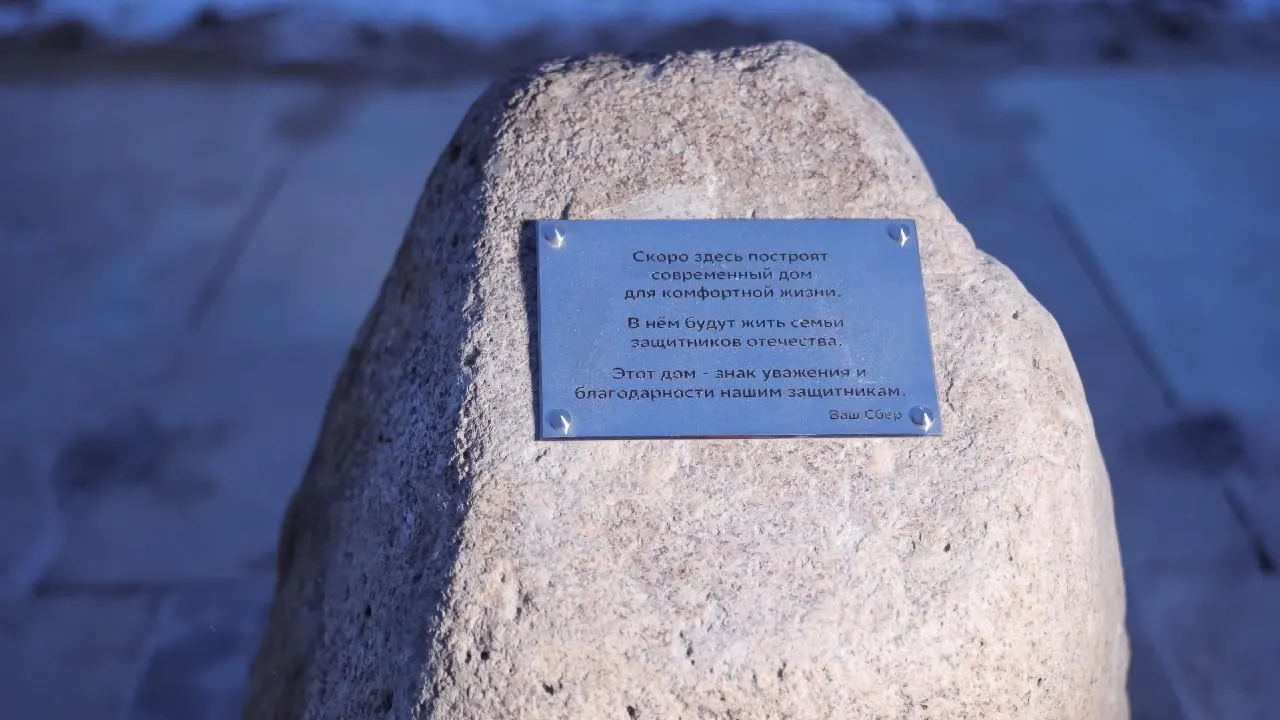 Скоро здесь построят
современный дом
для комфортной жизни.
В нём будут жить семьи
защитников отечества.
Этот дом - знак уважения и
благодарности нашим защитникам.
Ваш Сбер